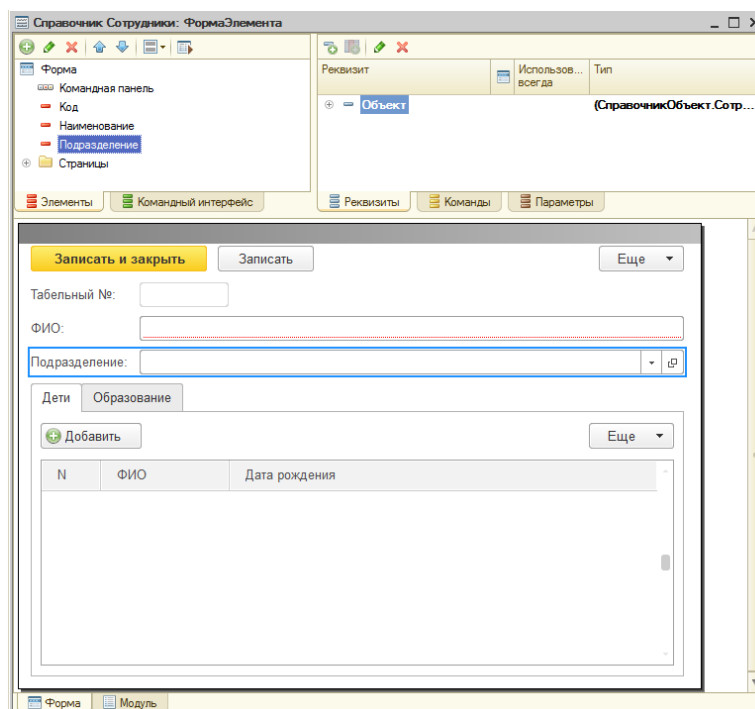 Справочник Сотрудники: ФормаЭлемента
Форма
Командная панель
Код
Наименование
Подразделение
Страницы
Элементы
Командный интерфейс
Реквизит
Использов...
всегда
Тип
Объект
(СправочникОбъект.Сотр...
Реквизиты
Команды
Параметры
Записать и закрыть
Записать
Еще
Табельный №:
ФИО:
Подразделение:
Дети
Образование
Добавить
Еще
N
ФИО
Дата рождения
Форма
Модуль